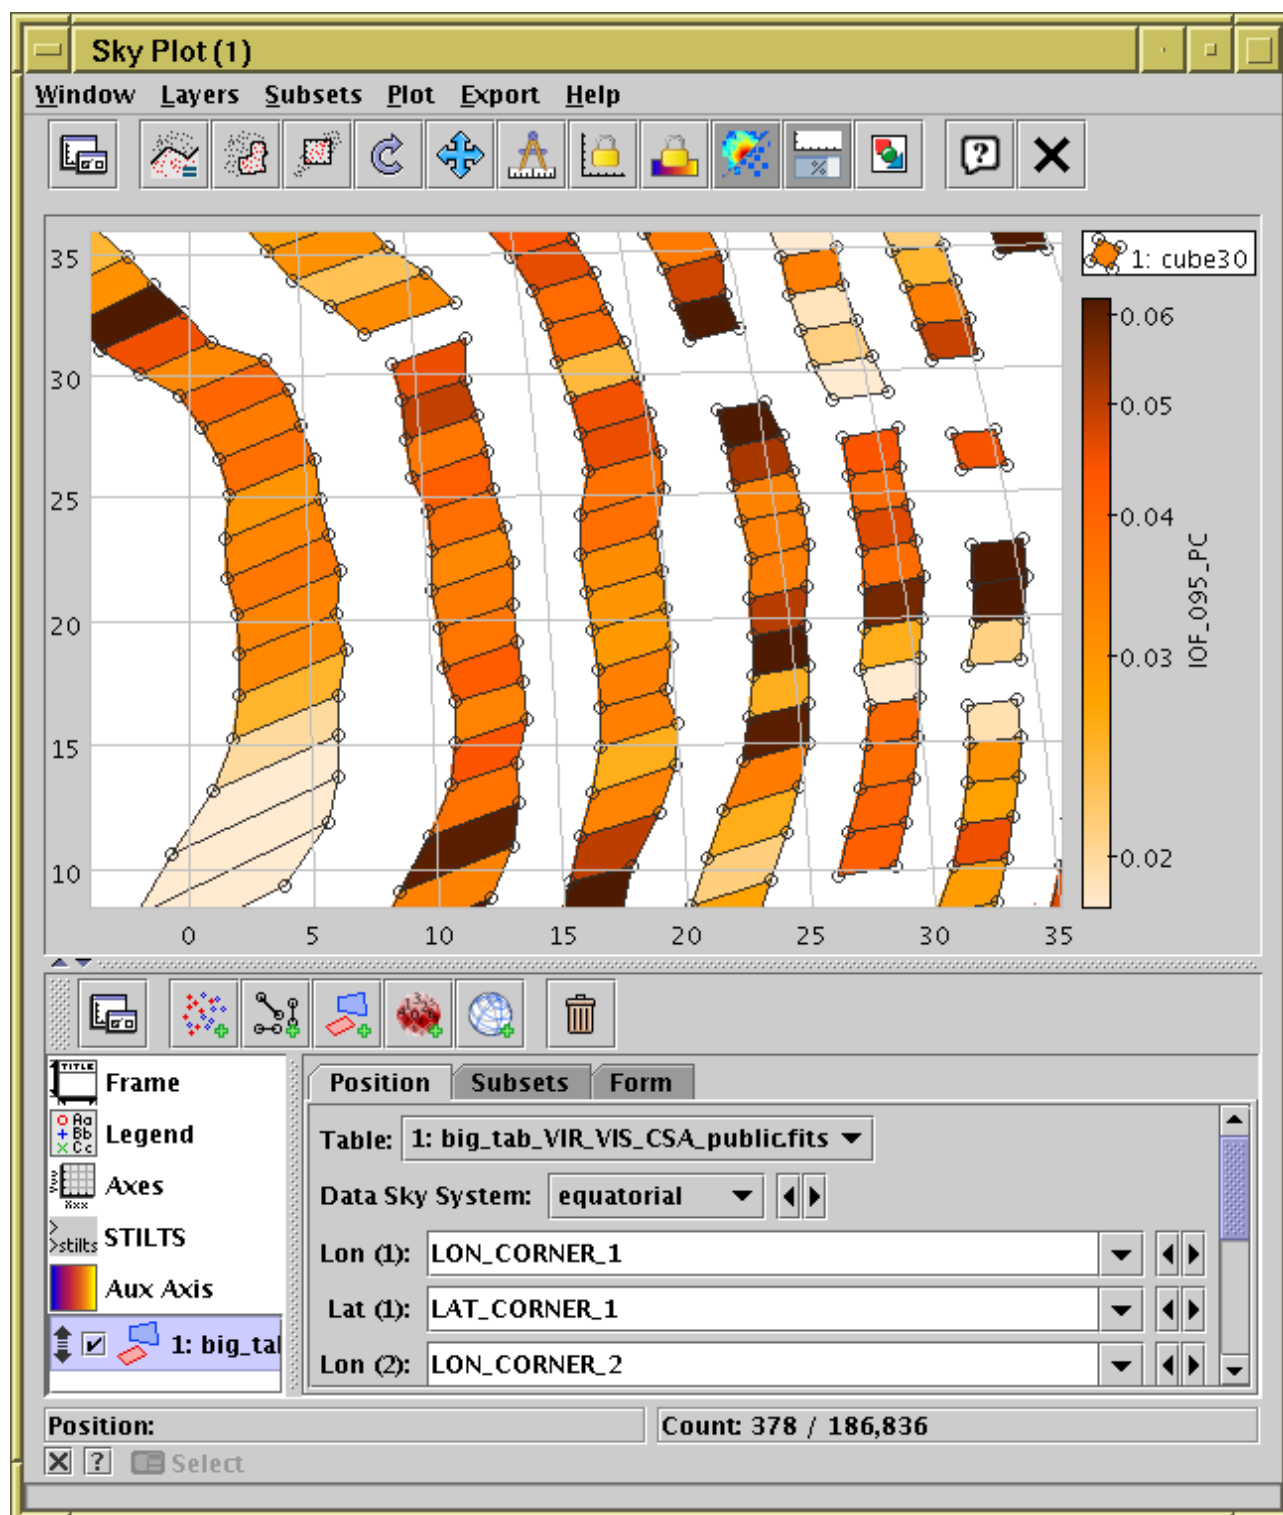 Sky Plot (1)
Window Layers Subsets Plot Export Help
1: cube30
35
30
25
20
15
10
0 5 10 15 20 25 30 35
0.06
0.05
0.04
0.03
0.02
IOF_095_PC
Frame
Legend
Axes
STILTS
Aux Axis
1: big_tal
Position Subsets Form
Table: 1: big_tab_VIR_VIS_CSA_public.fits
Data Sky System: equatorial
Lon (1): LON_CORNER_1
Lat (1): LAT_CORNER_1
Lon (2): LON_CORNER_2
Position:
Count: 378 / 186,836
Select